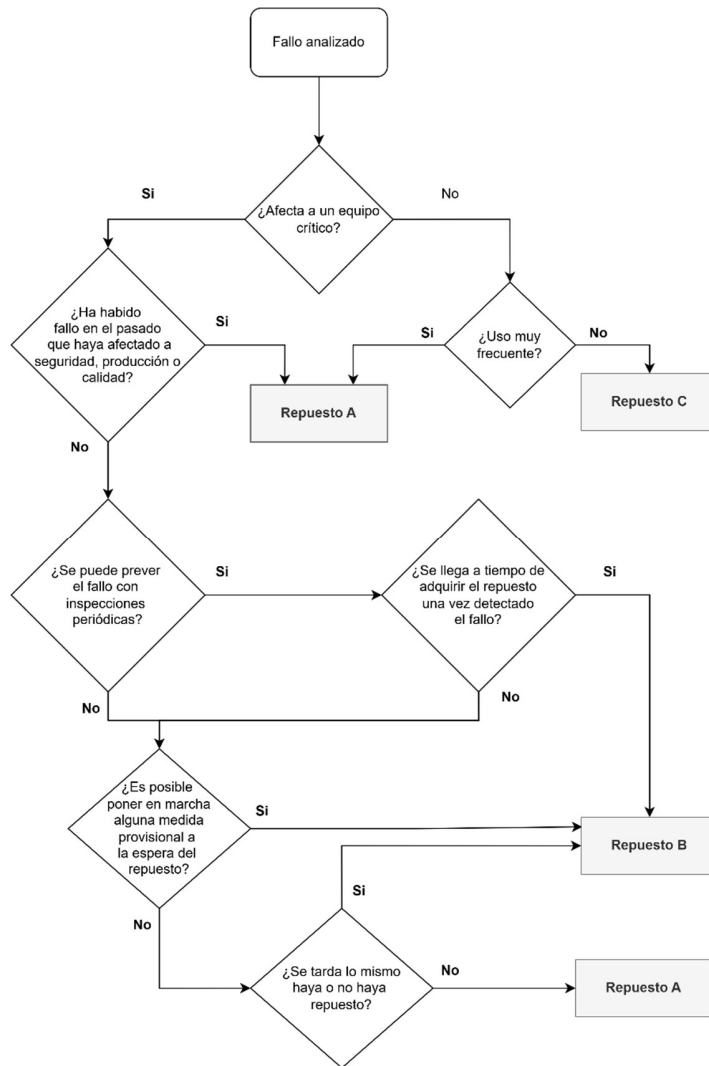 Fallo analizado
Si
No
¿Afecta a un equipo
crítico?
¿Ha habido
fallo en el pasado
que haya afectado a
seguridad, producción o
calidad?
Si
Si
¿Uso muy
frecuente?
No
Repuesto A
Repuesto C
No
¿Se puede prever
el fallo con
inspecciones
periódicas?
Si
¿Se llega a tiempo de
adquirir el repuesto
una vez detectado
el fallo?
Si
No
No
¿Es posible
poner en marcha
alguna medida
provisional a
la espera del
repuesto?
Si
Repuesto B
Si
No
¿Se tarda lo mismo
haya o no haya
repuesto?
No
Repuesto A